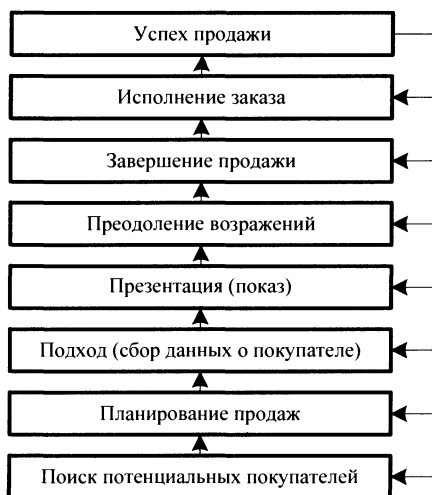 Успех продажи
Исполнение заказа
Завершение продажи
Преодоление возражений
Презентация (показ)
Подход (сбор данных о покупателе)
Планирование продаж
Поиск потенциальных покупателей